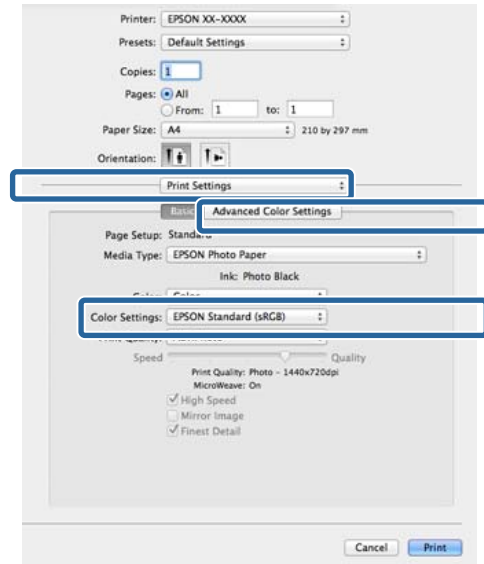 Printer: EPSON XX-XXXX
Presets: Default Settings
Copies: 1
Pages: All
From: 1 to: 1
Paper Size: A4 210 by 297 mm
Orientation:
Print Settings
Basic Advanced Color Settings
Page Setup: Standard
Media Type: EPSON Photo Paper
Ink: Photo Black
Color Settings: EPSON Standard (sRGB)
Speed Quality
Print Quality: Photo - 1440x720dpi
MicroWeave: On
High Speed
Mirror Image
Finest Detail
Cancel Print